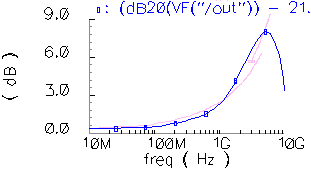 ▯: (dB20(VF("/out")) - 21.
9.0
6.0
( dB )
3.0
0.0
10M 100M 1G 10G
freq ( Hz )